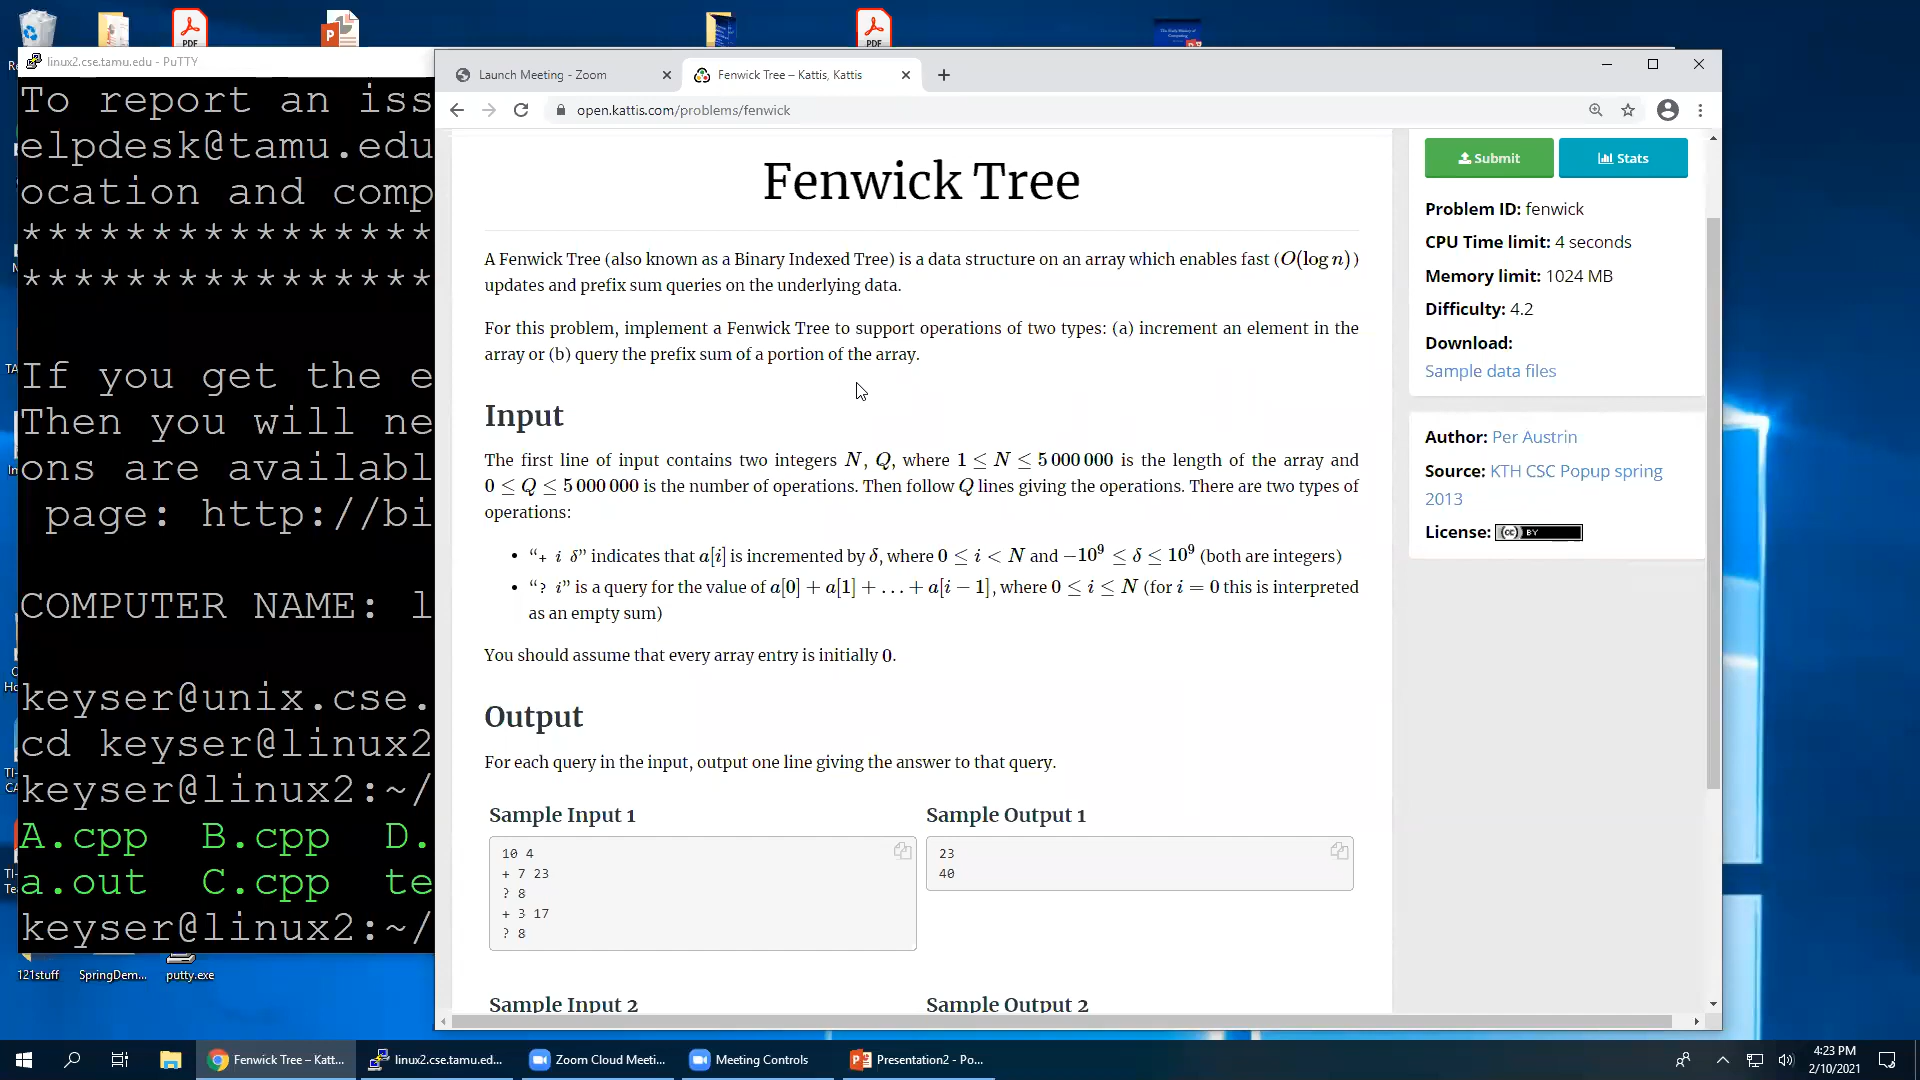 linux2.cse.tamu.edu - PuTTY
To report an iss
elpdesk@tamu.edu
ocation and comp
****************
****************
If you get the e
Then you will ne
ons are availabl
page: http://bi
COMPUTER NAME: l
keyser@unix.cse.
cd keyser@linux2
keyser@linux2:~/
A.cpp B.cpp D.
a.out C.cpp te
keyser@linux2:~/
121stuff SpringDem... putty.exe
Launch Meeting - Zoom
Fenwick Tree – Kattis, Kattis
open.kattis.com/problems/fenwick
Fenwick Tree
A Fenwick Tree (also known as a Binary Indexed Tree) is a data structure on an array which enables fast (O(log n))
updates and prefix sum queries on the underlying data.
For this problem, implement a Fenwick Tree to support operations of two types: (a) increment an element in the
array or (b) query the prefix sum of a portion of the array.
Input
The first line of input contains two integers N, Q, where 1 ≤ N ≤ 5 000 000 is the length of the array and
0 ≤ Q ≤ 5 000 000 is the number of operations. Then follow Q lines giving the operations. There are two types of
operations:
• “+ i δ” indicates that a[i] is incremented by δ, where 0 ≤ i < N and −10⁹ ≤ δ ≤ 10⁹ (both are integers)
• “? i” is a query for the value of a[0] + a[1] + … + a[i − 1], where 0 ≤ i ≤ N (for i = 0 this is interpreted
as an empty sum)
You should assume that every array entry is initially 0.
Output
For each query in the input, output one line giving the answer to that query.
Sample Input 1
10 4
+ 7 23
? 8
+ 3 17
? 8
Sample Output 1
23
40
Sample Input 2
Sample Output 2
Submit
Stats
Problem ID: fenwick
CPU Time limit: 4 seconds
Memory limit: 1024 MB
Difficulty: 4.2
Download:
Sample data files
Author: Per Austrin
Source: KTH CSC Popup spring
2013
License: cc BY
Fenwick Tree – Katt...
linux2.cse.tamu.ed...
Zoom Cloud Meeti...
Meeting Controls
Presentation2 - Po...
4:23 PM
2/10/2021